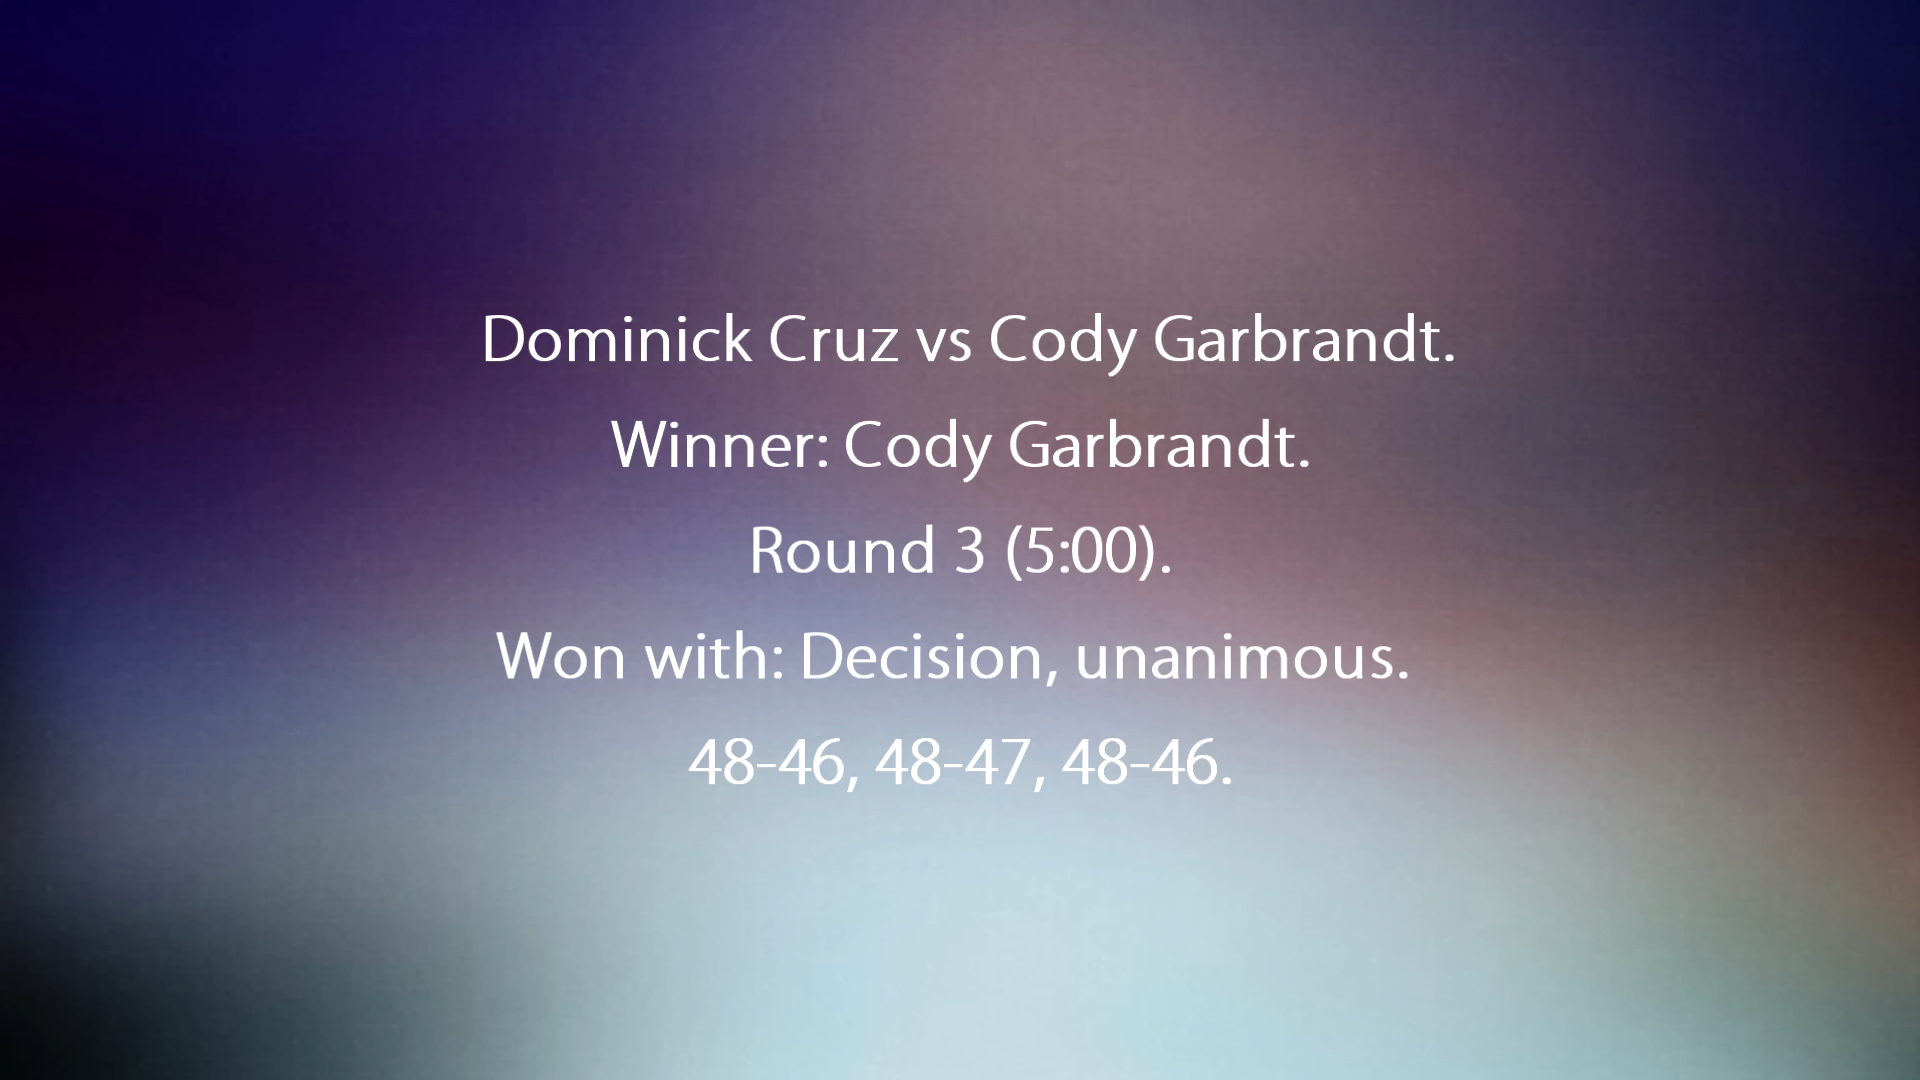 Dominick Cruz vs Cody Garbrandt.
Winner: Cody Garbrandt.
Round 3 (5:00).
Won with: Decision, unanimous.
48-46, 48-47, 48-46.